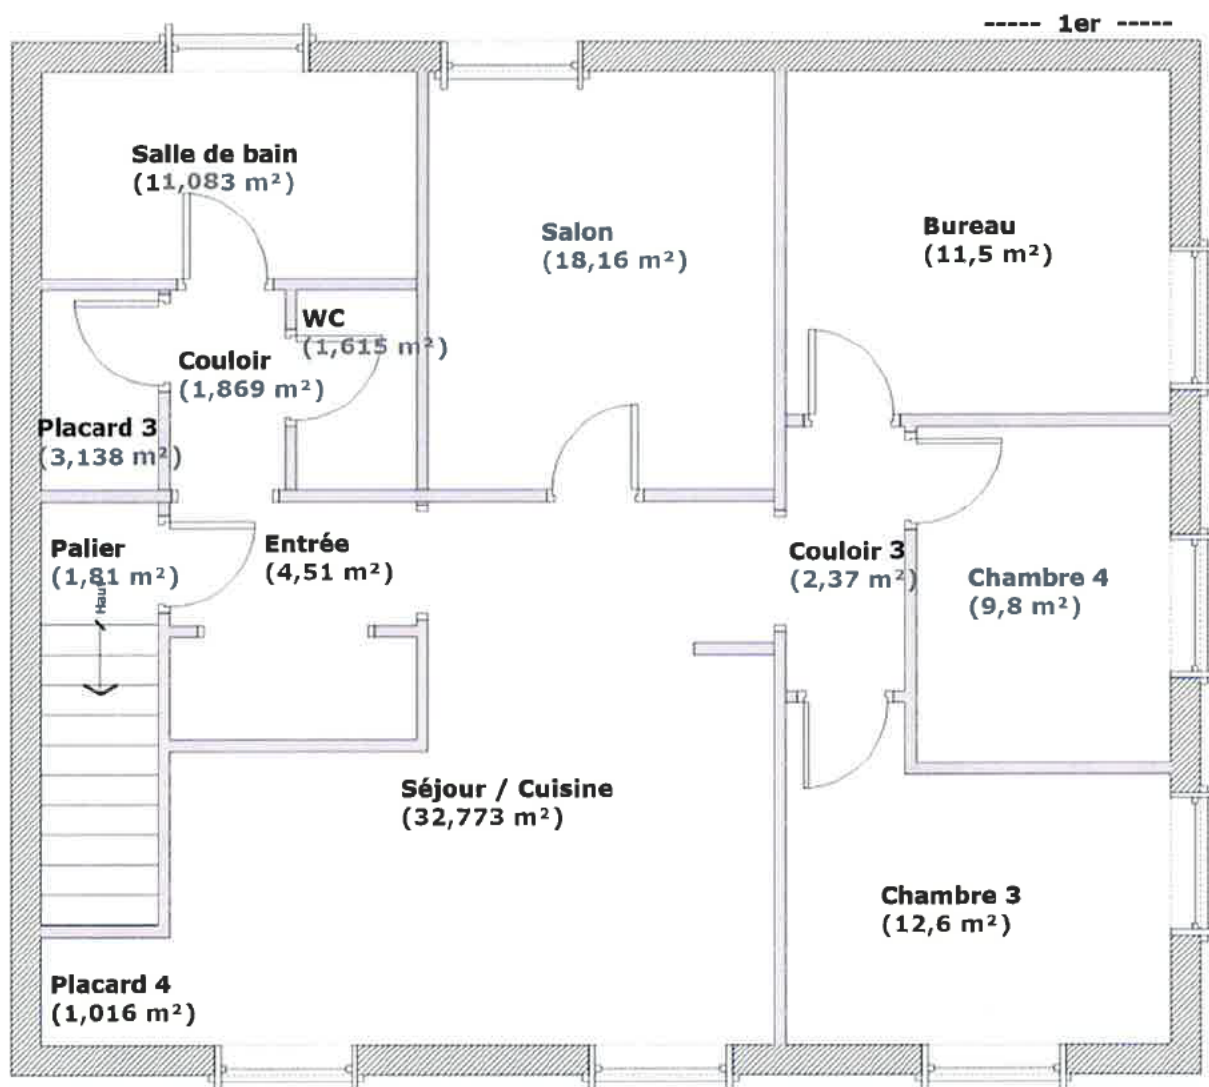 ----- 1er -----
Salle de bain
(11,083 m²)
Salon
(18,16 m²)
Bureau
(11,5 m²)
WC
(1,615 m²)
Couloir
(1,869 m²)
Placard 3
(3,138 m²)
Palier
(1,81 m²)
Haut
Entrée
(4,51 m²)
Couloir 3
(2,37 m²)
Chambre 4
(9,8 m²)
Séjour / Cuisine
(32,773 m²)
Chambre 3
(12,6 m²)
Placard 4
(1,016 m²)